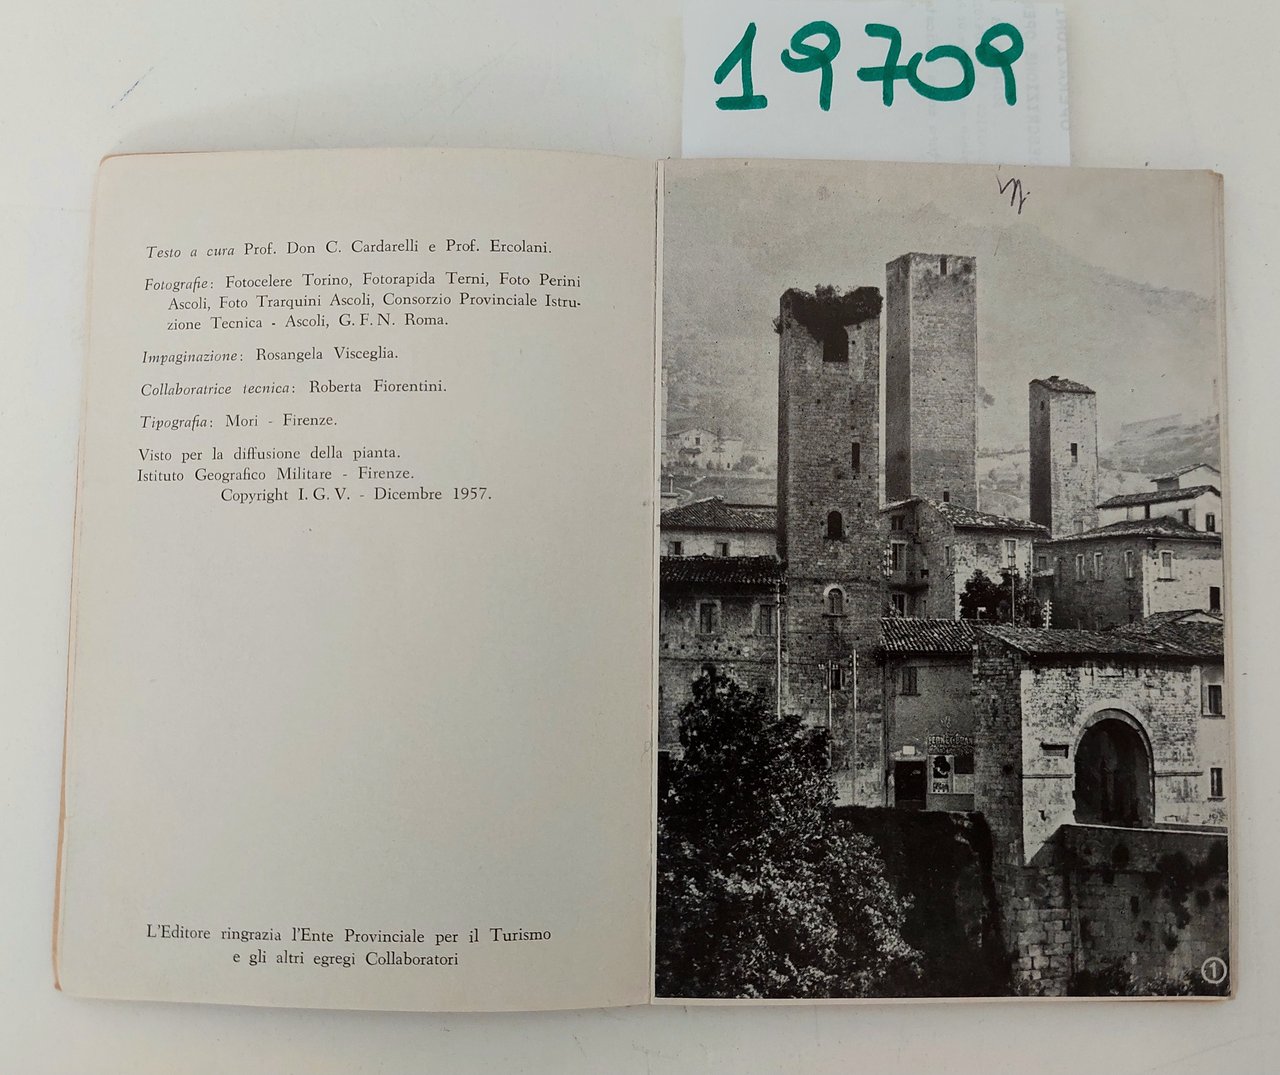 19709
Testo a cura Prof. Don C. Cardarelli e Prof. Ercolani.
Fotografie: Fotocelere Torino, Fotorapida Terni, Foto Perini
Ascoli, Foto Trarquini Ascoli, Consorzio Provinciale Istru-
zione Tecnica - Ascoli, G. F. N. Roma.
Impaginazione: Rosangela Visceglia.
Collaboratrice tecnica: Roberta Fiorentini.
Tipografia: Mori - Firenze.
Visto per la diffusione della pianta.
Istituto Geografico Militare - Firenze.
Copyright I. G. V. - Dicembre 1957.
L'Editore ringrazia l'Ente Provinciale per il Turismo
e gli altri egregi Collaboratori
1